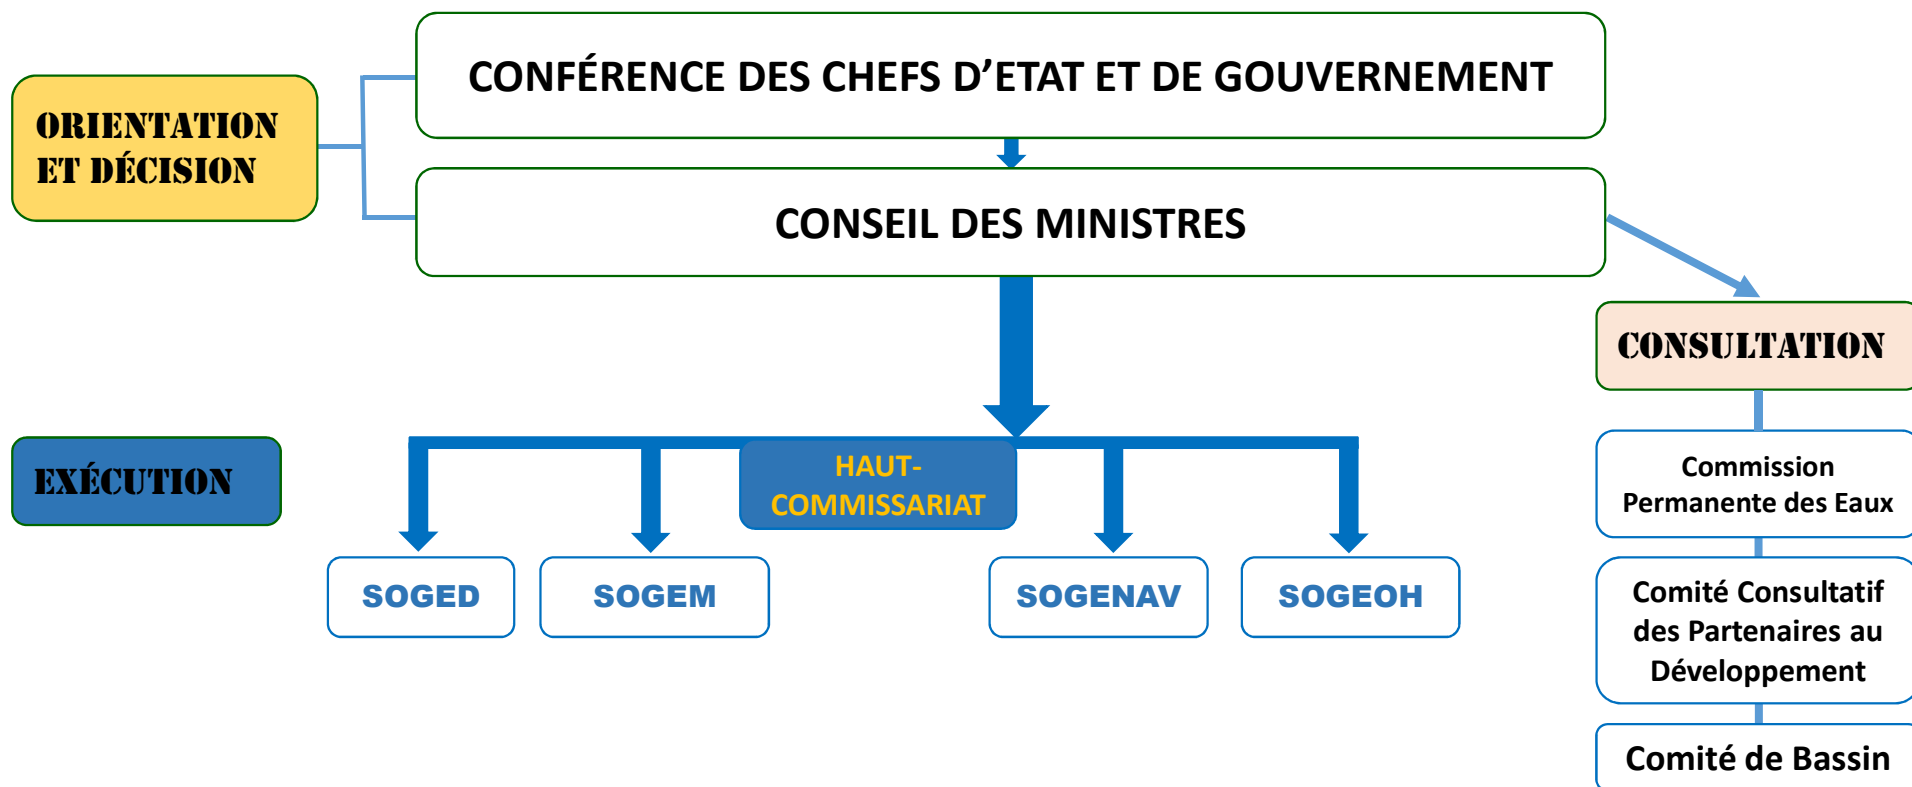 CONFÉRENCE DES CHEFS D’ETAT ET DE GOUVERNEMENT
ORIENTATION
ET DÉCISION
CONSEIL DES MINISTRES
CONSULTATION
EXÉCUTION
HAUT-
COMMISSARIAT
Commission
Permanente des Eaux
SOGED
SOGEM
SOGENAV
SOGEOH
Comité Consultatif
des Partenaires au
Développement
Comité de Bassin